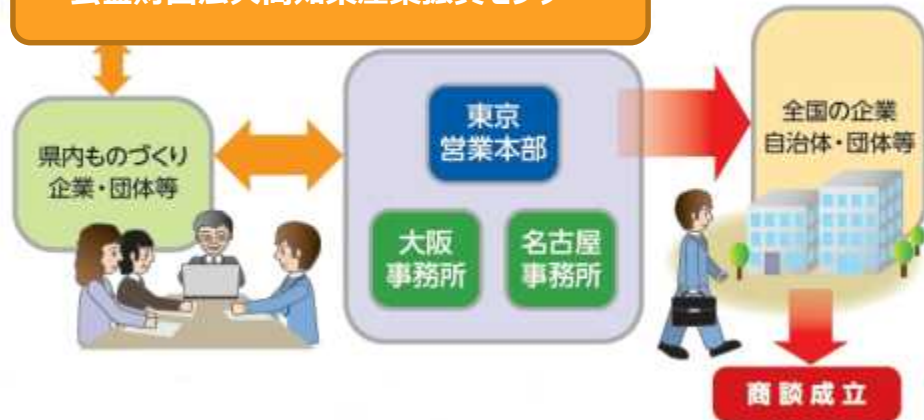 県内ものづくり
企業・団体等
東京
営業本部
大阪
事務所
名古屋
事務所
全国の企業
自治体・団体等
商談成立